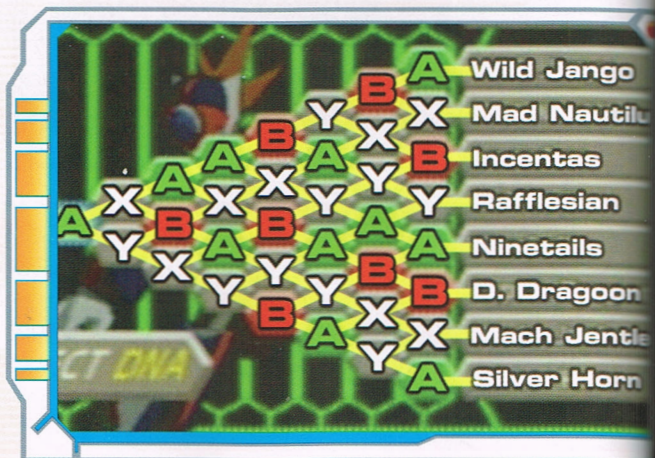 A Wild Jango
B
Y X Mad Nautilu
B X
A A B Incentas
A X Y
X X Y Y Rafflesian
A B B A
Y A A A Ninetails
X Y B
Y Y B D. Dragoon
B X
A X Mach Jentle
Y
ECT DNA A Silver Horn